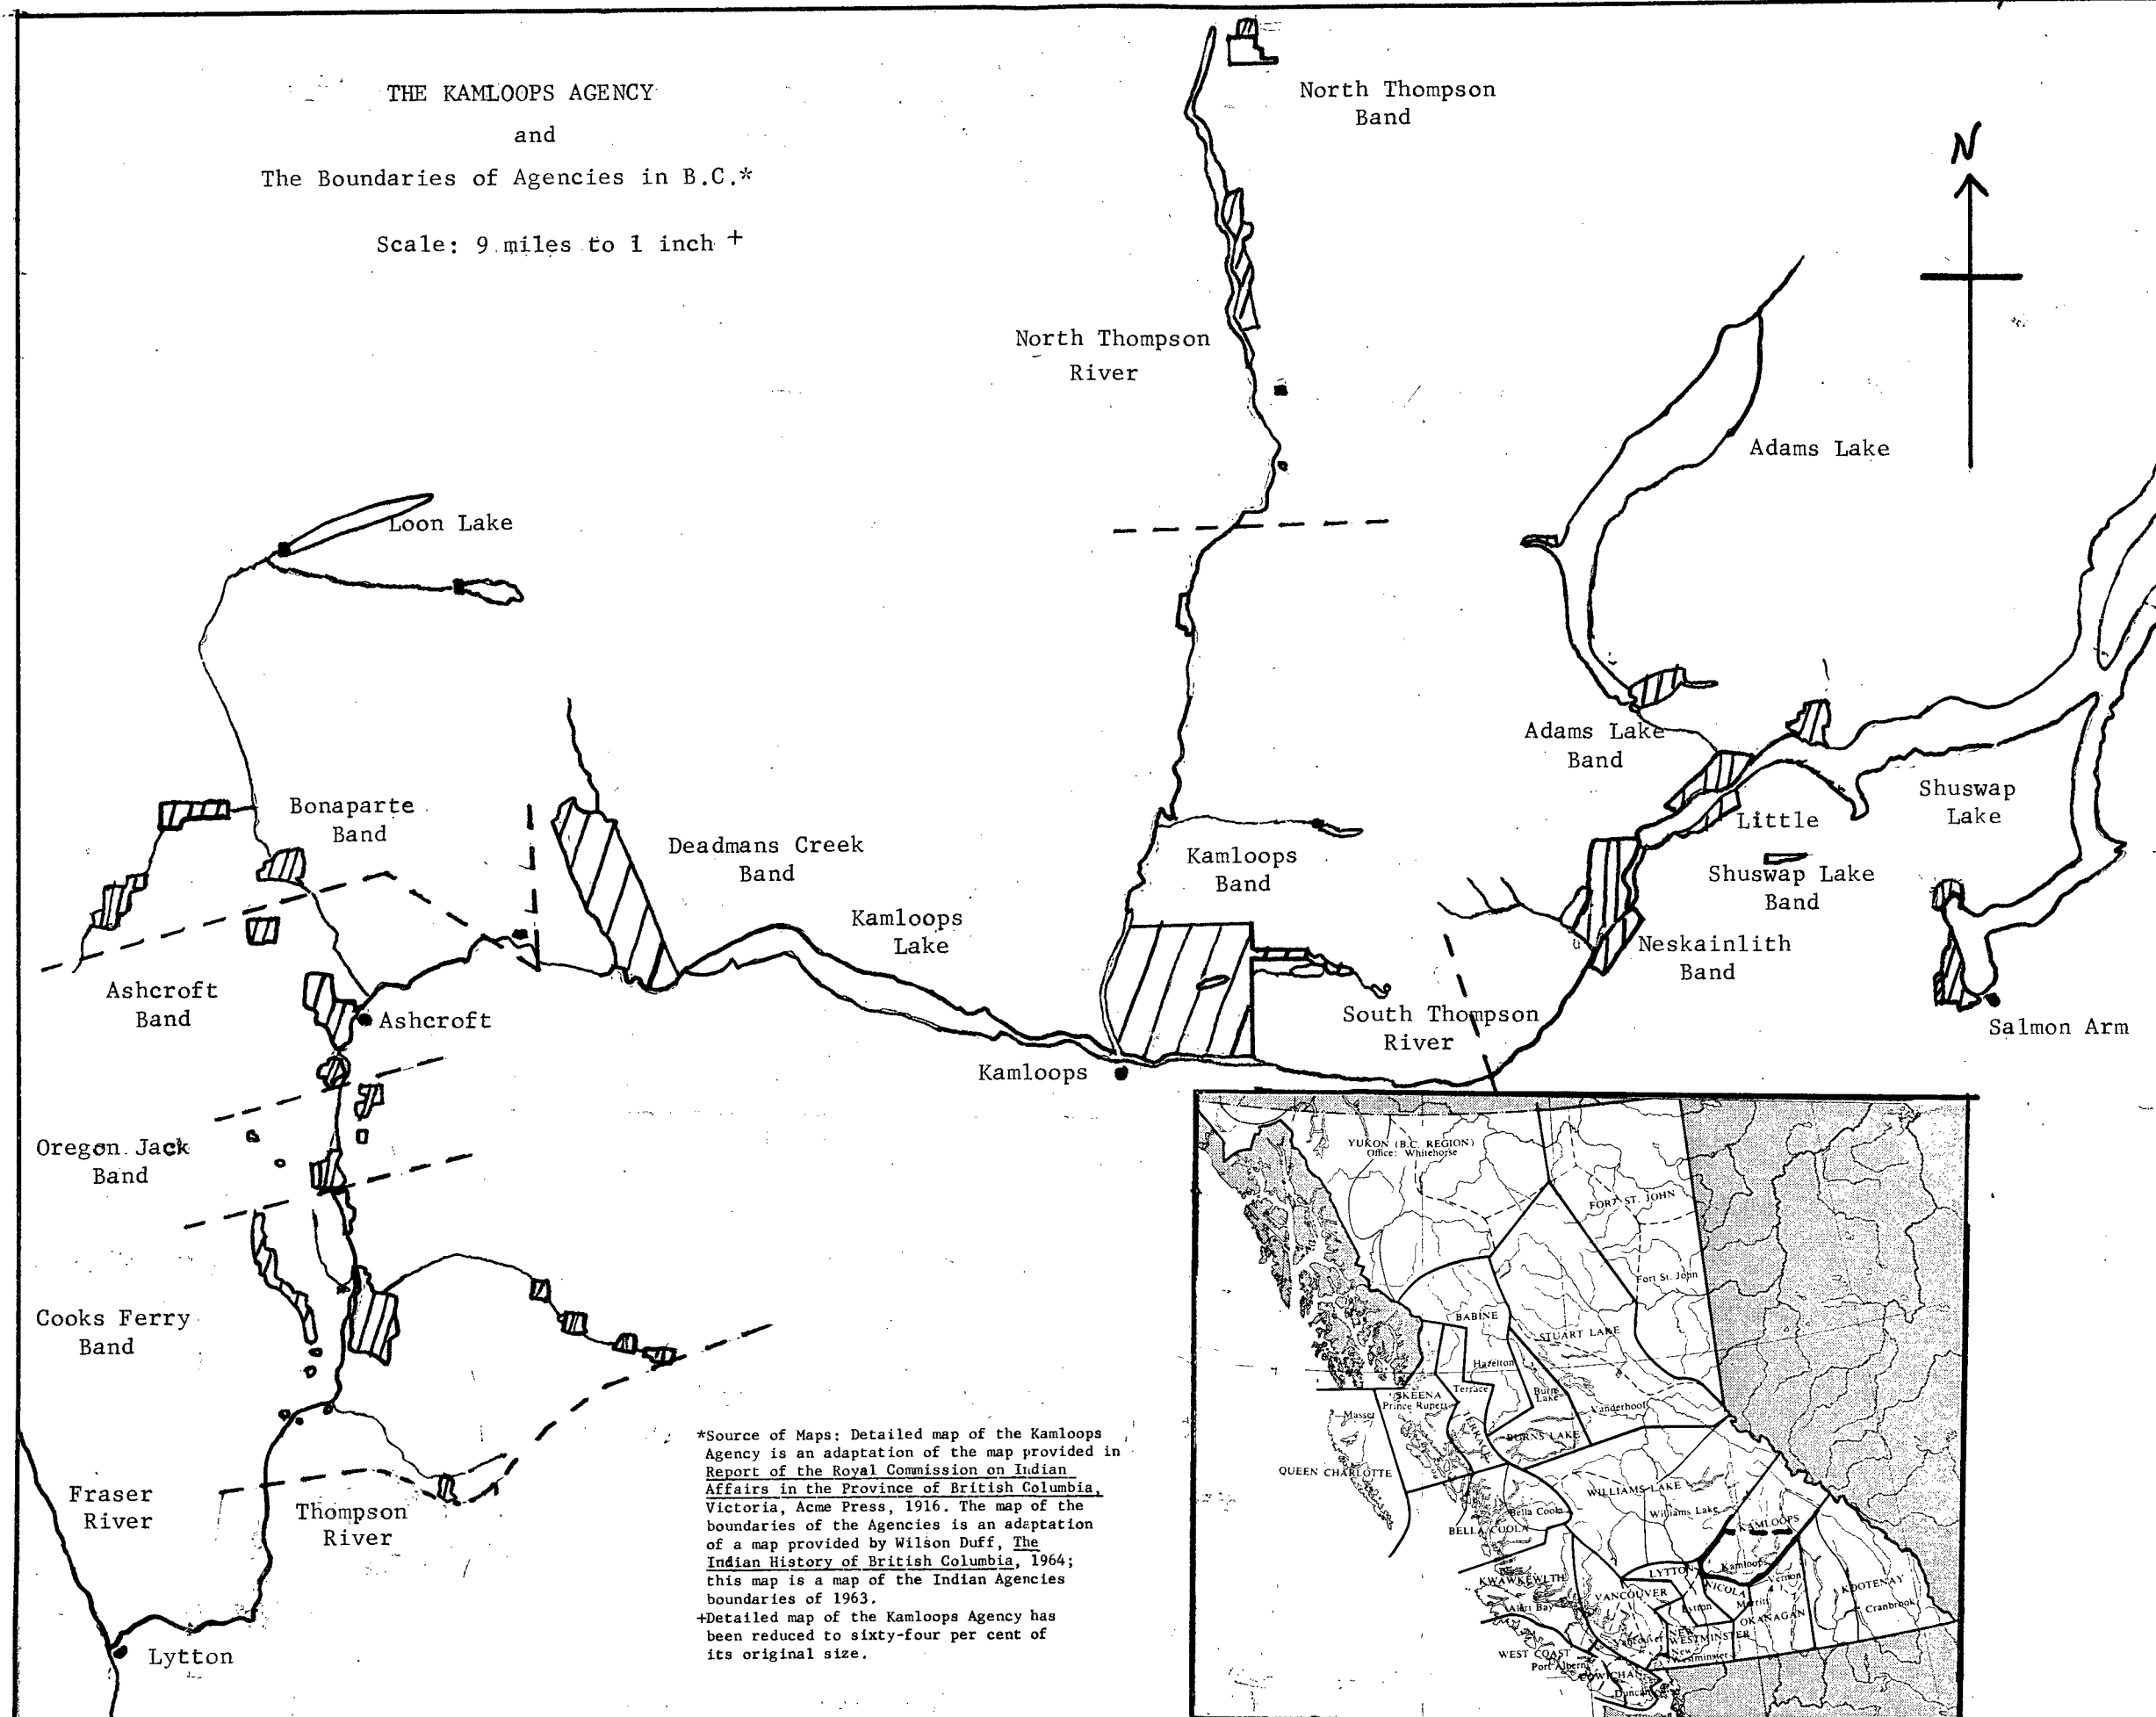 THE KAMLOOPS AGENCY
and
The Boundaries of Agencies in B.C.*
Scale: 9 miles to 1 inch +
North Thompson
Band
N
North Thompson
River
Adams Lake
Loon Lake
Adams Lake
Band
Bonaparte
Band
Deadmans Creek
Band
Kamloops
Band
Little
Shuswap Lake
Band
Shuswap
Lake
Kamloops
Lake
Neskainlith
Band
Ashcroft
Band
Ashcroft
South Thompson
River
Salmon Arm
Kamloops
Oregon Jack
Band
Cooks Ferry
Band
Fraser
River
Thompson
River
Lytton
*Source of Maps: Detailed map of the Kamloops
Agency is an adaptation of the map provided in
Report of the Royal Commission on Indian
Affairs in the Province of British Columbia,
Victoria, Acme Press, 1916. The map of the
boundaries of the Agencies is an adaptation
of a map provided by Wilson Duff, The
Indian History of British Columbia, 1964;
this map is a map of the Indian Agencies
boundaries of 1963.
+Detailed map of the Kamloops Agency has
been reduced to sixty-four per cent of
its original size.
YUKON (B.C. REGION)
Office: Whitehorse
FORT ST. JOHN
Fort St. John
BABINE
STUART LAKE
Hazelton
Terrace
Burns
Lake
SKEENA
Prince Rupert
Masset
TERRACE
Vanderhoof
BURNS LAKE
QUEEN CHARLOTTE
WILLIAMS LAKE
Williams Lake
Bella Coola
BELLA COOLA
KAMLOOPS
Kamloops
LYTTON
KWAWKEWLTH
VANCOUVER
NICOLA
Vernon
KOOTENAY
Alert Bay
Lytton
Merritt
OKANAGAN
Cranbrook
Vancouver
NEW
WESTMINSTER
New
Westminster
WEST COAST
Port Alberni
COWICHAN
Duncan